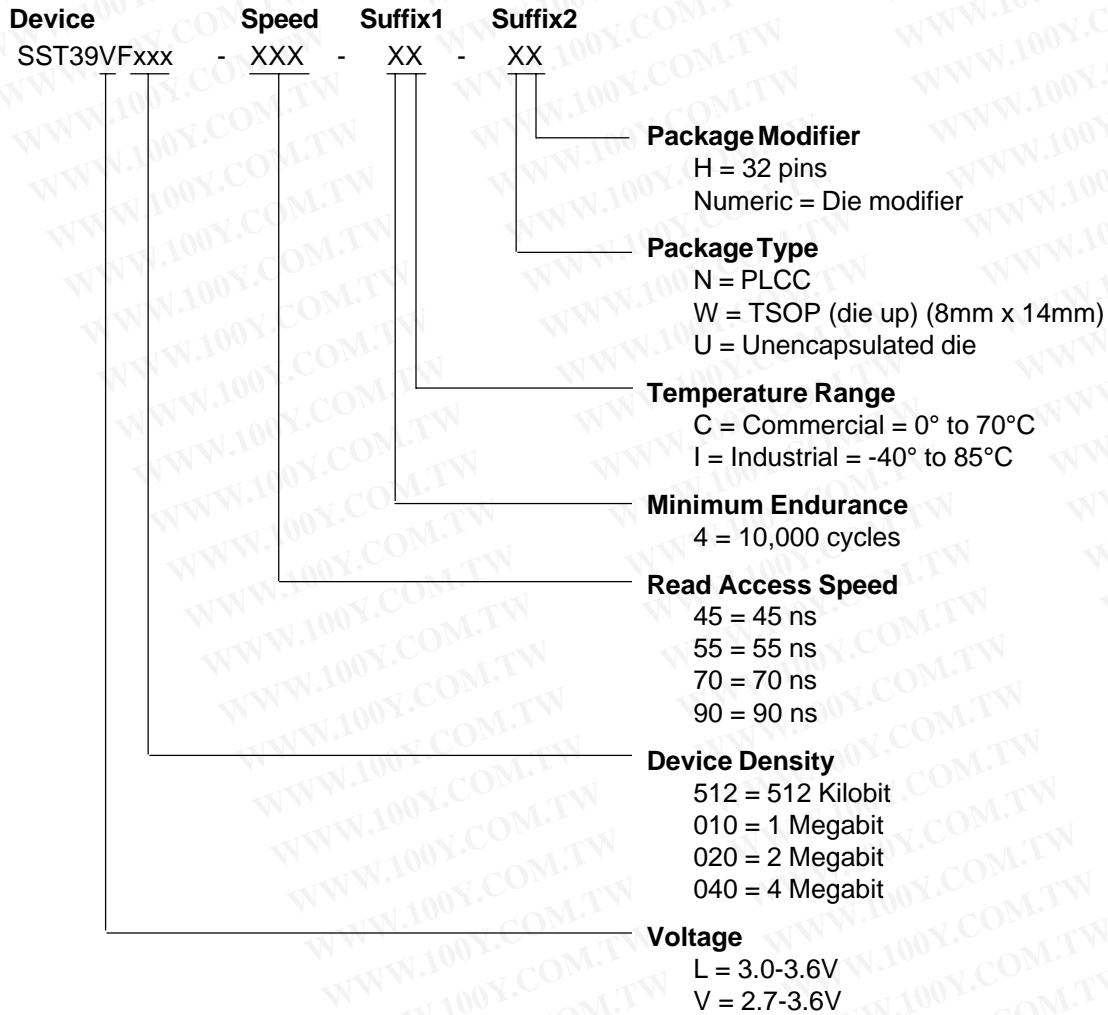 Device Speed Suffix1 Suffix2
SST39VFxxx - XXX - XX - XX
Package Modifier
H = 32 pins
Numeric = Die modifier
Package Type
N = PLCC
W = TSOP (die up) (8mm x 14mm)
U = Unencapsulated die
Temperature Range
C = Commercial = 0° to 70°C
I = Industrial = -40° to 85°C
Minimum Endurance
4 = 10,000 cycles
Read Access Speed
45 = 45 ns
55 = 55 ns
70 = 70 ns
90 = 90 ns
Device Density
512 = 512 Kilobit
010 = 1 Megabit
020 = 2 Megabit
040 = 4 Megabit
Voltage
L = 3.0-3.6V
V = 2.7-3.6V
WWW.100Y.COM.TW